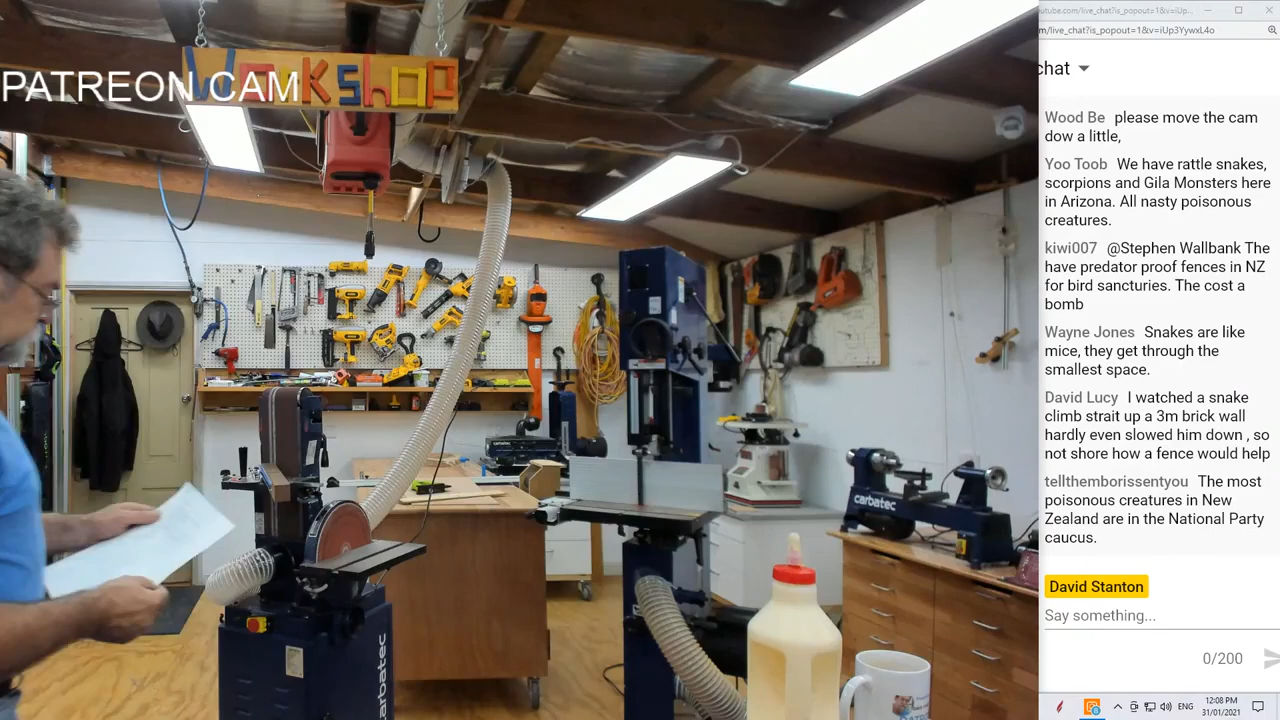 utube.com/live_chat?is_popout=1&v=iUp...
m/live_chat?is_popout=1&v=iUp3YywxL4o
WorKshop
PATREON CAM
chat
Wood Be please move the cam
dow a little,
Yoo Toob We have rattle snakes,
scorpions and Gila Monsters here
in Arizona. All nasty poisonous
creatures.
kiwi007 @Stephen Wallbank The
have predator proof fences in NZ
for bird sancturies. The cost a
bomb
Wayne Jones Snakes are like
mice, they get through the
smallest space.
David Lucy I watched a snake
climb strait up a 3m brick wall
hardly even slowed him down , so
not shore how a fence would help
tellthemborissentyou The most
poisonous creatures in New
Zealand are in the National Party
caucus.
David Stanton
Say something...
0/200
carbatec
carbatec
ENG
12:08 PM
31/01/2021